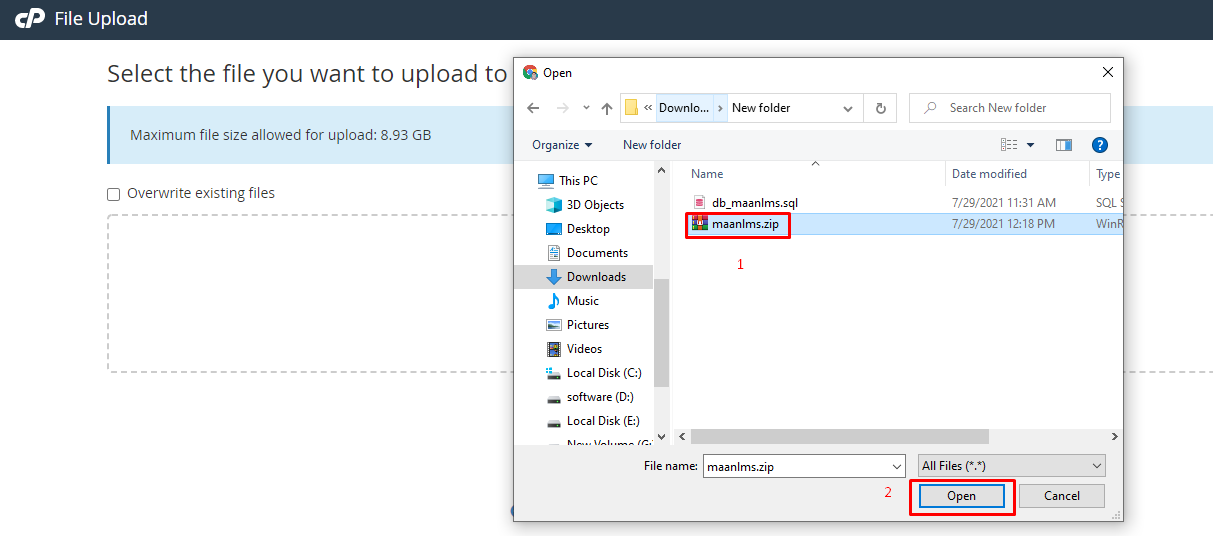 cP File Upload
Select the file you want to upload to
Maximum file size allowed for upload: 8.93 GB
Overwrite existing files
Open
« Downlo... › New folder
Search New folder
Organize
New folder
This PC
3D Objects
Desktop
Documents
Downloads
Music
Pictures
Videos
Local Disk (C:)
software (D:)
Local Disk (E:)
New Volume (G:
Name Date modified Type
db_maanlms.sql 7/29/2021 11:31 AM SQL S
maanlms.zip 7/29/2021 12:18 PM WinR
1
File name: maanlms.zip All Files (*.*)
2 Open Cancel